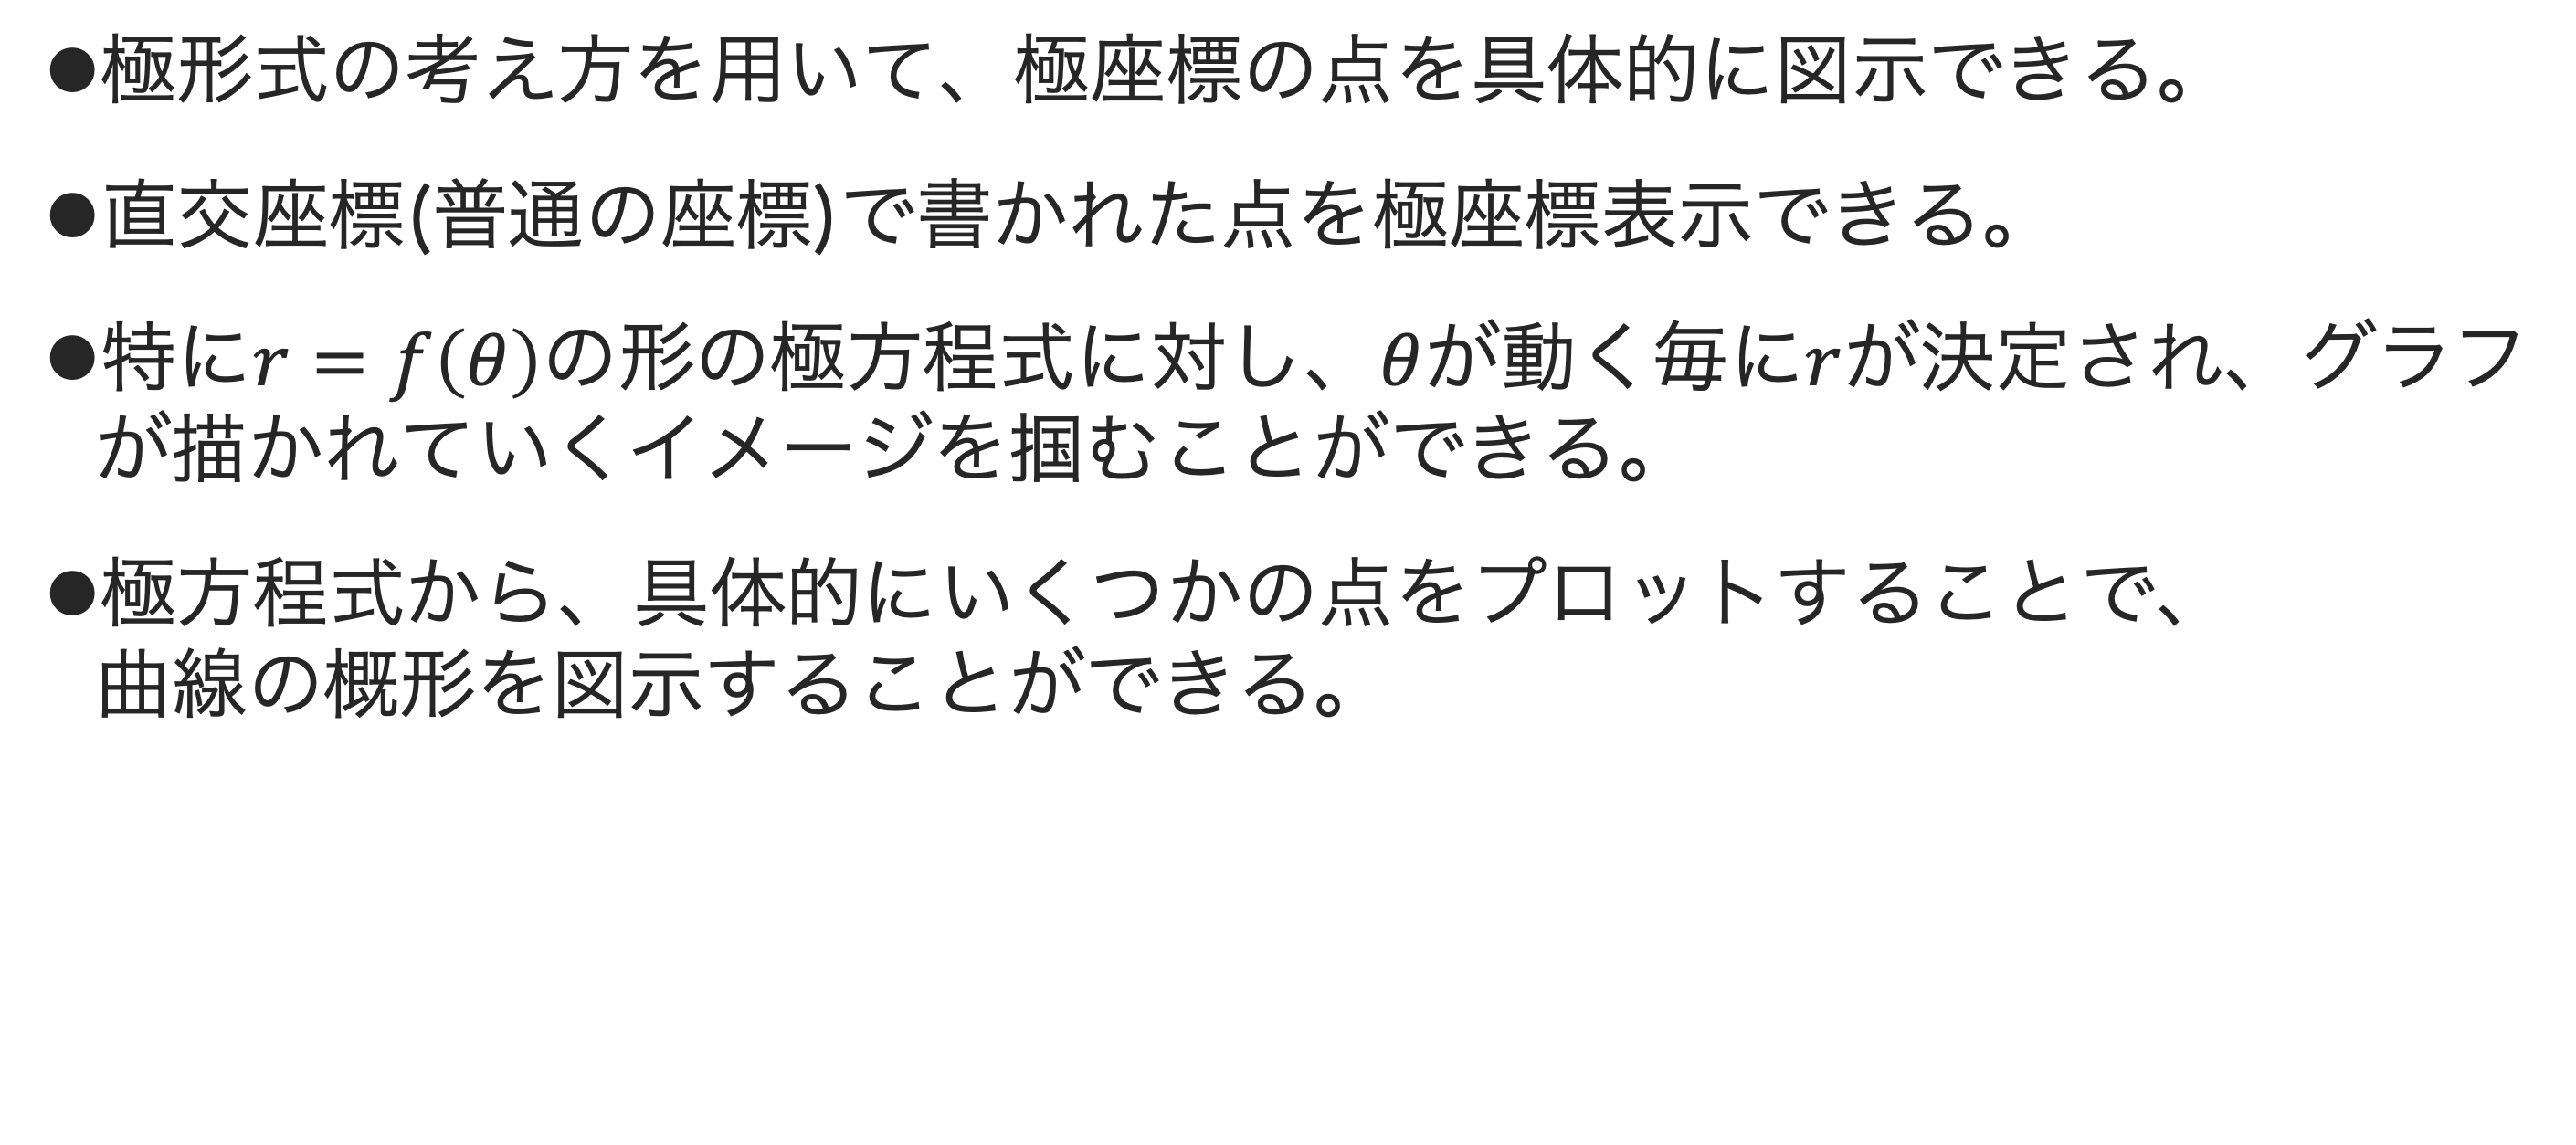 ●極形式の考え方を用いて、極座標の点を具体的に図示できる。
●直交座標(普通の座標)で書かれた点を極座標表示できる。
●特にr = f(θ)の形の極方程式に対し、θが動く毎にrが決定され、グラフ
が描かれていくイメージを掴むことができる。
●極方程式から、具体的にいくつかの点をプロットすることで、
曲線の概形を図示することができる。